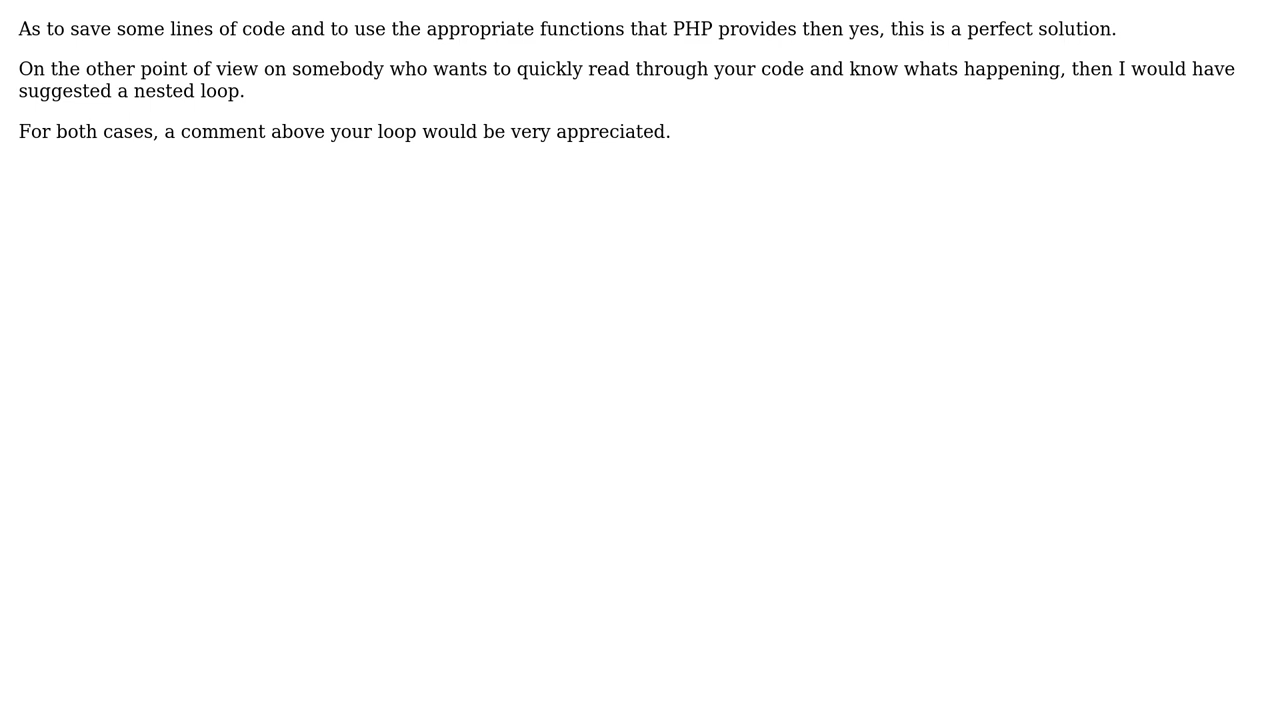 As to save some lines of code and to use the appropriate functions that PHP provides then yes, this is a perfect solution.
On the other point of view on somebody who wants to quickly read through your code and know whats happening, then I would have
suggested a nested loop.
For both cases, a comment above your loop would be very appreciated.